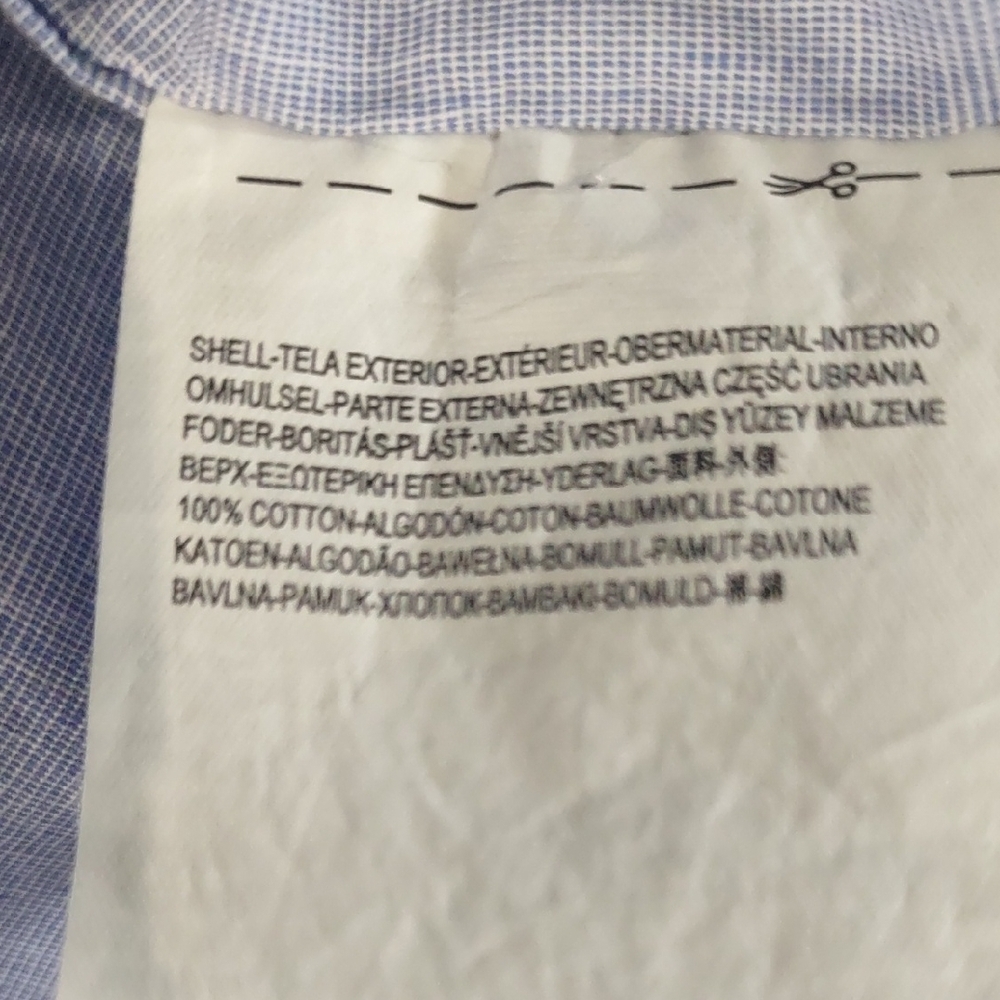 SHELL-TELA EXTERIOR-EXTÉRIEUR-OBERMATERIAL-INTERNO
OMHULSEL-PARTE EXTERNA-ZEWNĘTRZNA CZĘŚĆ UBRANIA
FODER-BORITÁS-PLÁŠŤ-VNĚJŠÍ VRSTVA-DIŞ YÜZEY MALZEME
ВЕРХ-ΕΞΩΤΕΡΙΚΗ ΕΠΕΝΔΥΣΗ-YDERLAG-面料-外側:
100% COTTON-ALGODÓN-COTON-BAUMWOLLE-COTONE
KATOEN-ALGODÃO-BAWEŁNA-BOMULL-PAMUT-BAVLNA
BAVLNA-PAMUK-ХЛОПОК-BAMBAKI-BOMULD-棉-綿